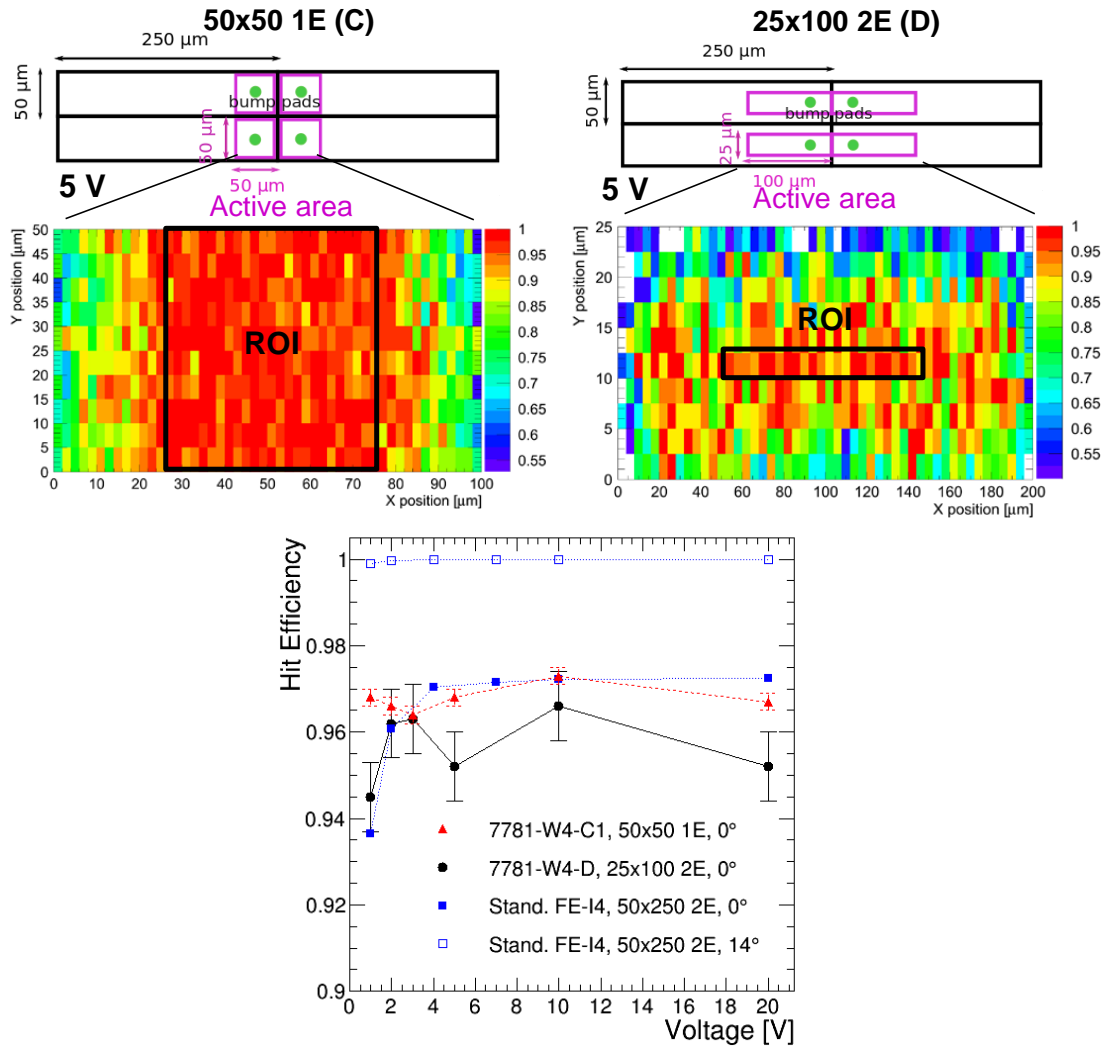 50x50 1E (C)
25x100 2E (D)
250 µm
50 µm
bump pads
50 µm
50 µm
5 V
Active area
250 µm
50 µm
bump pads
25 µm
100 µm
5 V
Active area
Y position [µm]
50
45
40
35
30
25
20
15
10
5
0
ROI
1
0.95
0.9
0.85
0.8
0.75
0.7
0.65
0.6
0.55
0 10 20 30 40 50 60 70 80 90 100
X position [µm]
Y position [µm]
25
20
15
10
5
0
ROI
1
0.95
0.9
0.85
0.8
0.75
0.7
0.65
0.6
0.55
0 20 40 60 80 100 120 140 160 180 200
X position [µm]
Hit Efficiency
1
0.98
0.96
0.94
0.92
0.9
7781-W4-C1, 50x50 1E, 0°
7781-W4-D, 25x100 2E, 0°
Stand. FE-I4, 50x250 2E, 0°
Stand. FE-I4, 50x250 2E, 14°
0 2 4 6 8 10 12 14 16 18 20
Voltage [V]